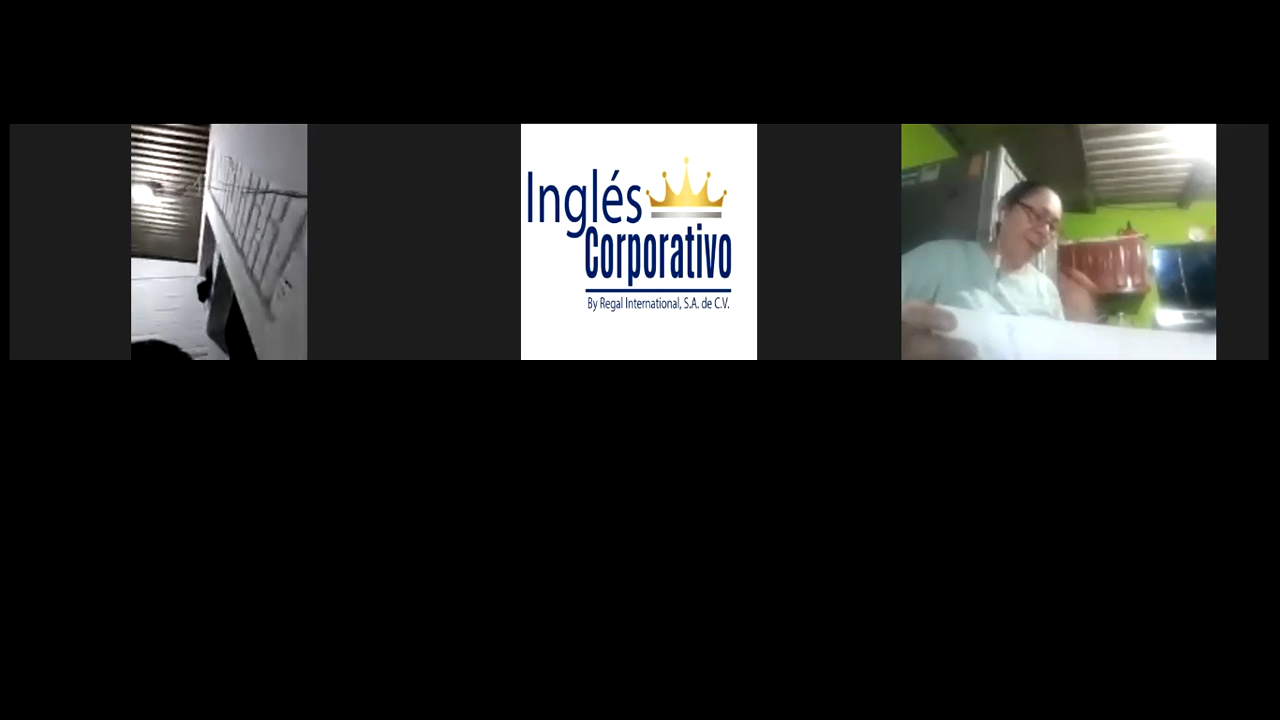 Inglés
Corporativo
By Regal International, S.A. de C.V.